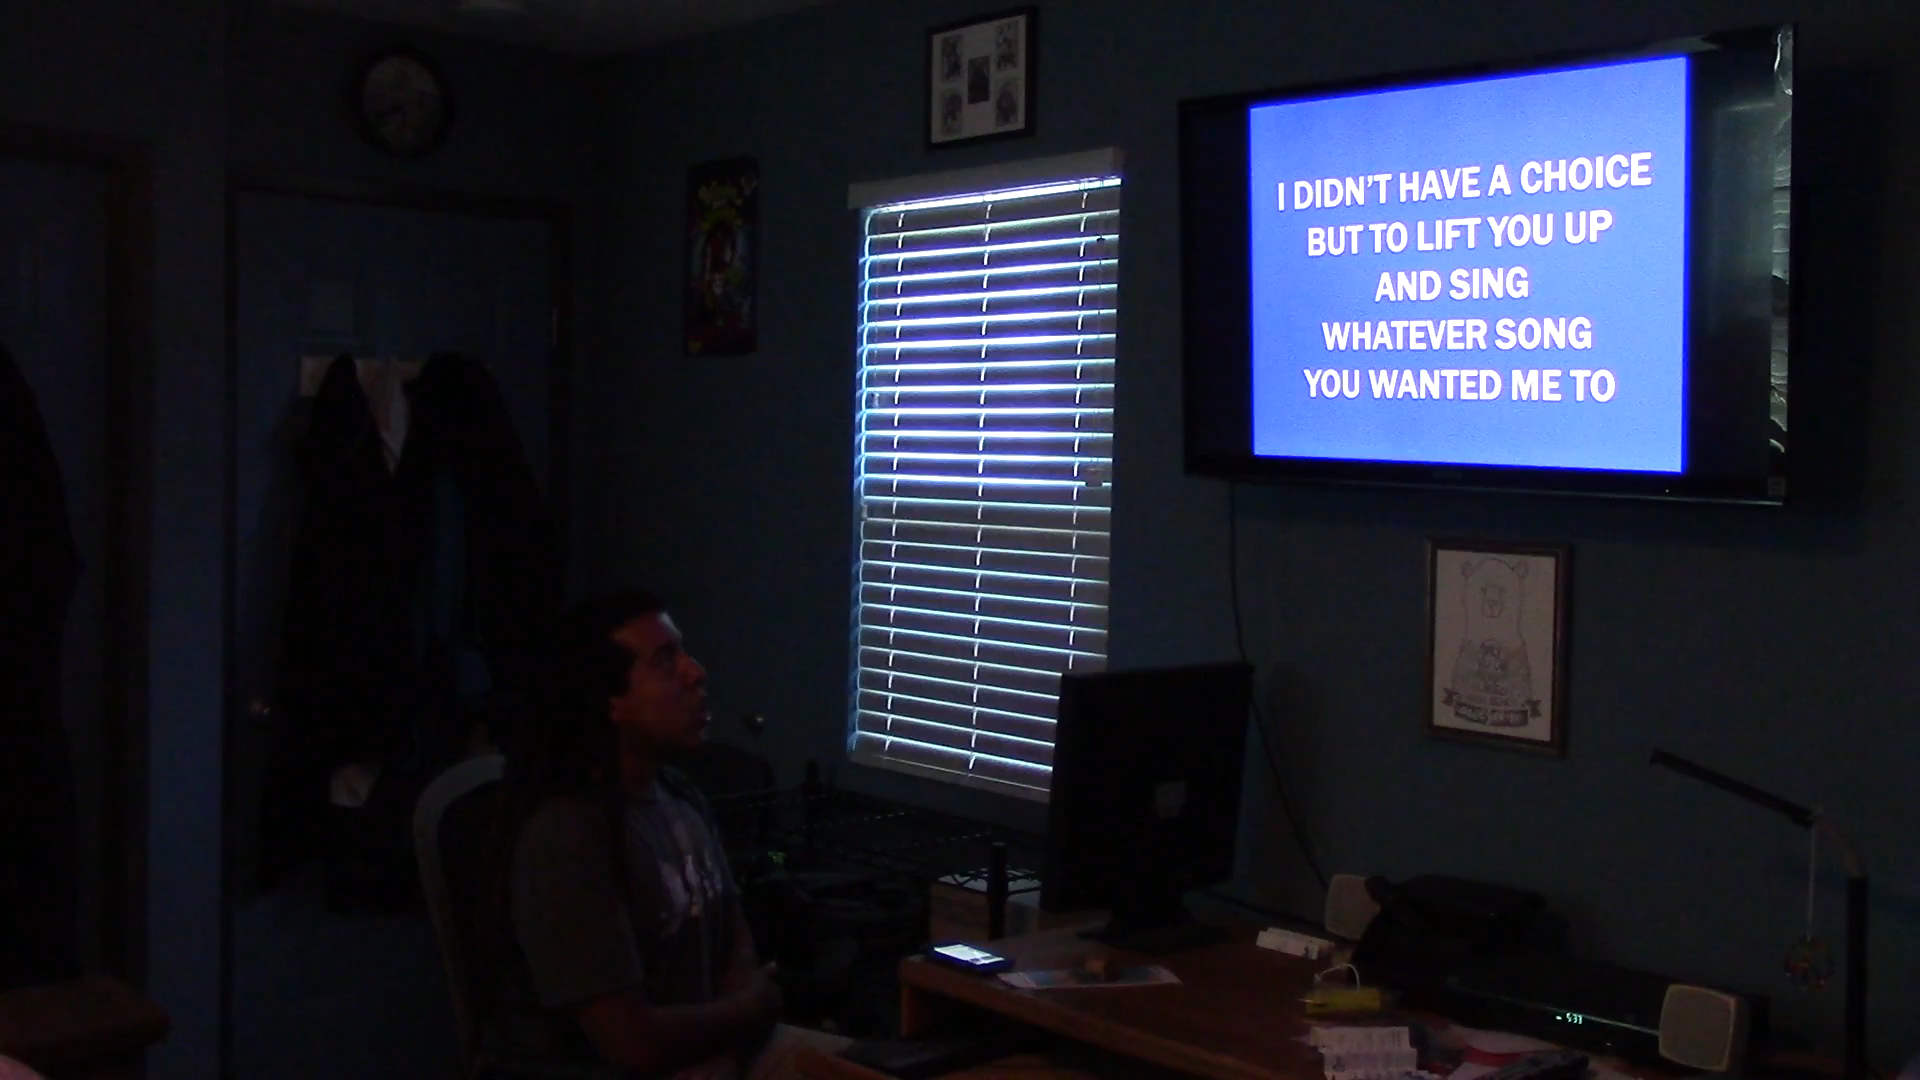 I DIDN'T HAVE A CHOICE
BUT TO LIFT YOU UP
AND SING
WHATEVER SONG
YOU WANTED ME TO